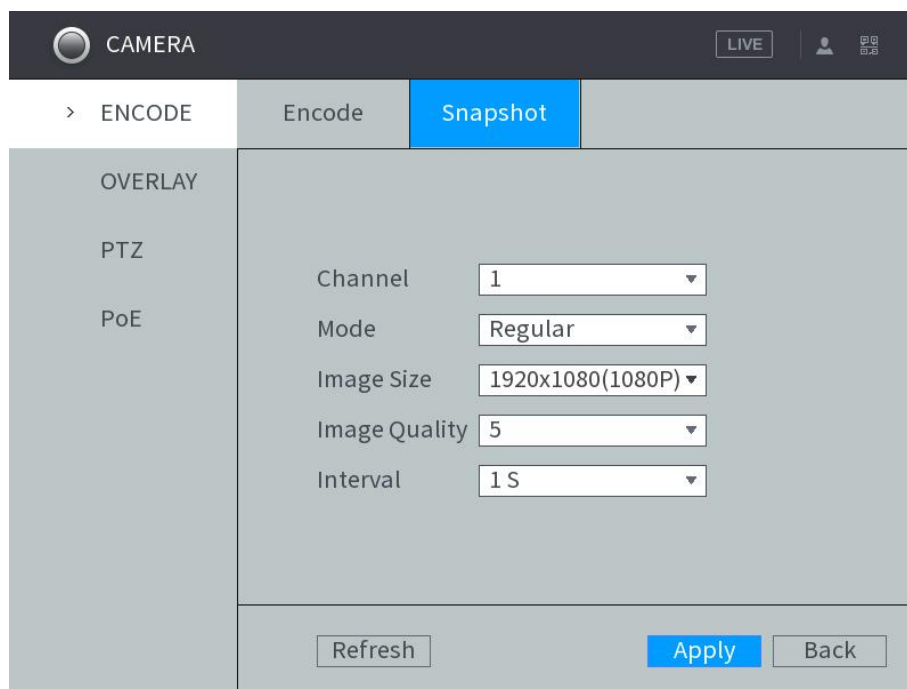 CAMERA
LIVE
ENCODE
Encode
Snapshot
OVERLAY
PTZ
PoE
Channel 1
Mode Regular
Image Size 1920x1080(1080P)
Image Quality 5
Interval 1 S
Refresh
Apply
Back